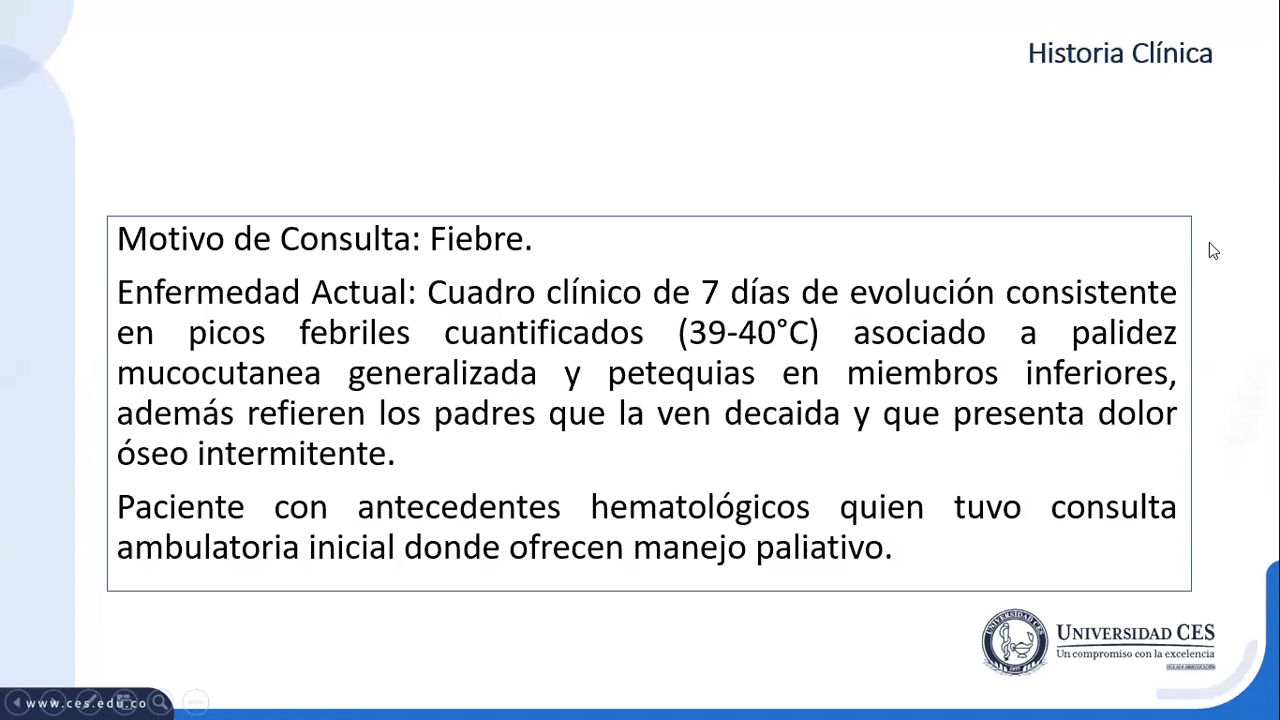 Historia Clínica
Motivo de Consulta: Fiebre.
Enfermedad Actual: Cuadro clínico de 7 días de evolución consistente
en picos febriles cuantificados (39-40°C) asociado a palidez
mucocutanea generalizada y petequias en miembros inferiores,
además refieren los padres que la ven decaida y que presenta dolor
óseo intermitente.
Paciente con antecedentes hematológicos quien tuvo consulta
ambulatoria inicial donde ofrecen manejo paliativo.
UNIVERSIDAD CES
Un compromiso con la excelencia
www.ces.edu.co